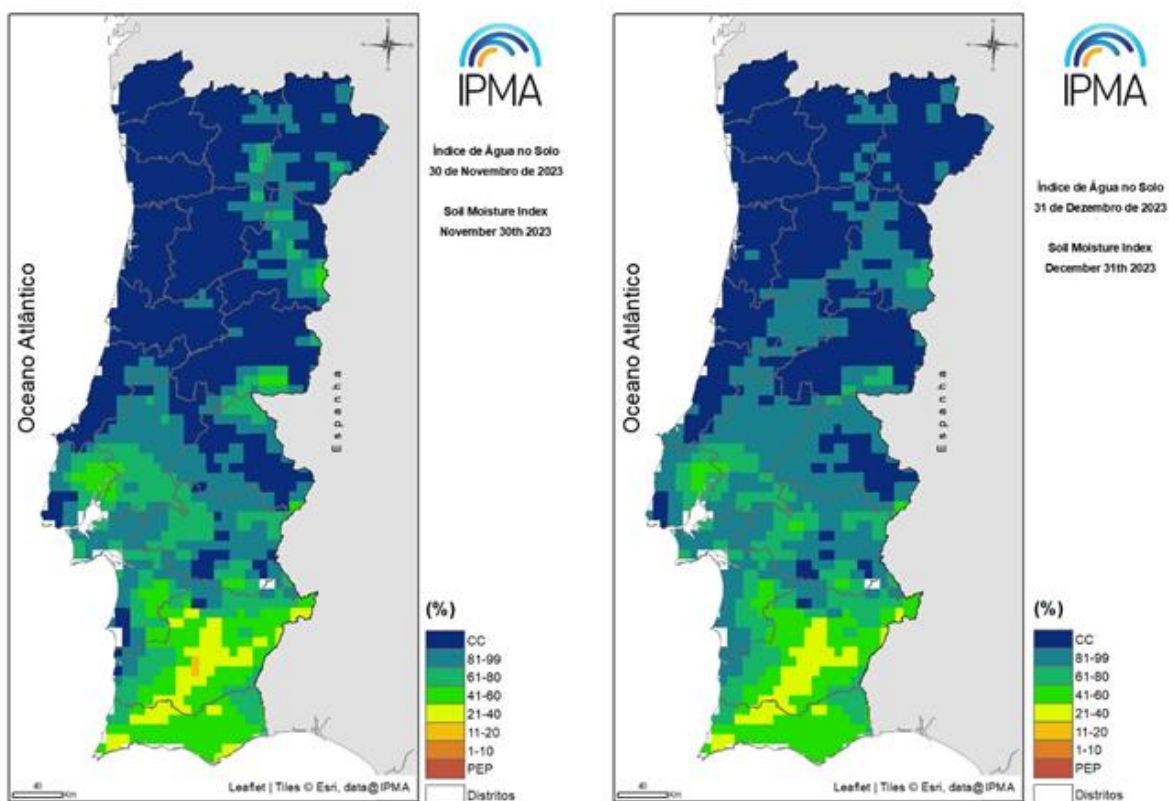 IPMA
Índice de Água no Solo
30 de Novembro de 2023
Soil Moisture Index
November 30th 2023
Oceano Atlântico
Espanha
(%)
CC
81-99
61-80
41-60
21-40
11-20
1-10
PEP
Distritos
40
Km
Leaflet | Tiles © Esri, data@IPMA
IPMA
Índice de Água no Solo
31 de Dezembro de 2023
Soil Moisture Index
December 31th 2023
Oceano Atlântico
Espanha
(%)
CC
81-99
61-80
41-60
21-40
11-20
1-10
PEP
Distritos
40
Km
Leaflet | Tiles © Esri, data@IPMA